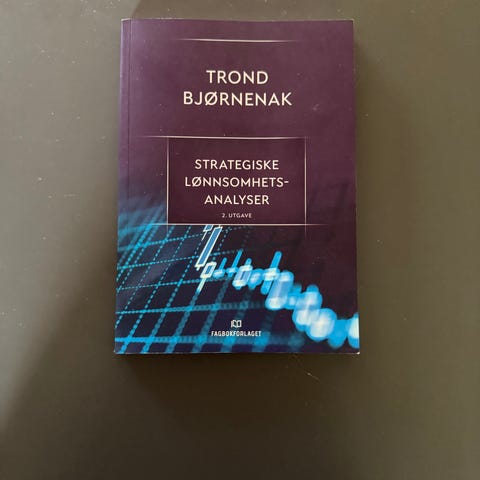 TROND
BJØRNENAK
STRATEGISKE
LØNNSOMHETS-
ANALYSER
2. UTGAVE
FAGBOKFORLAGET